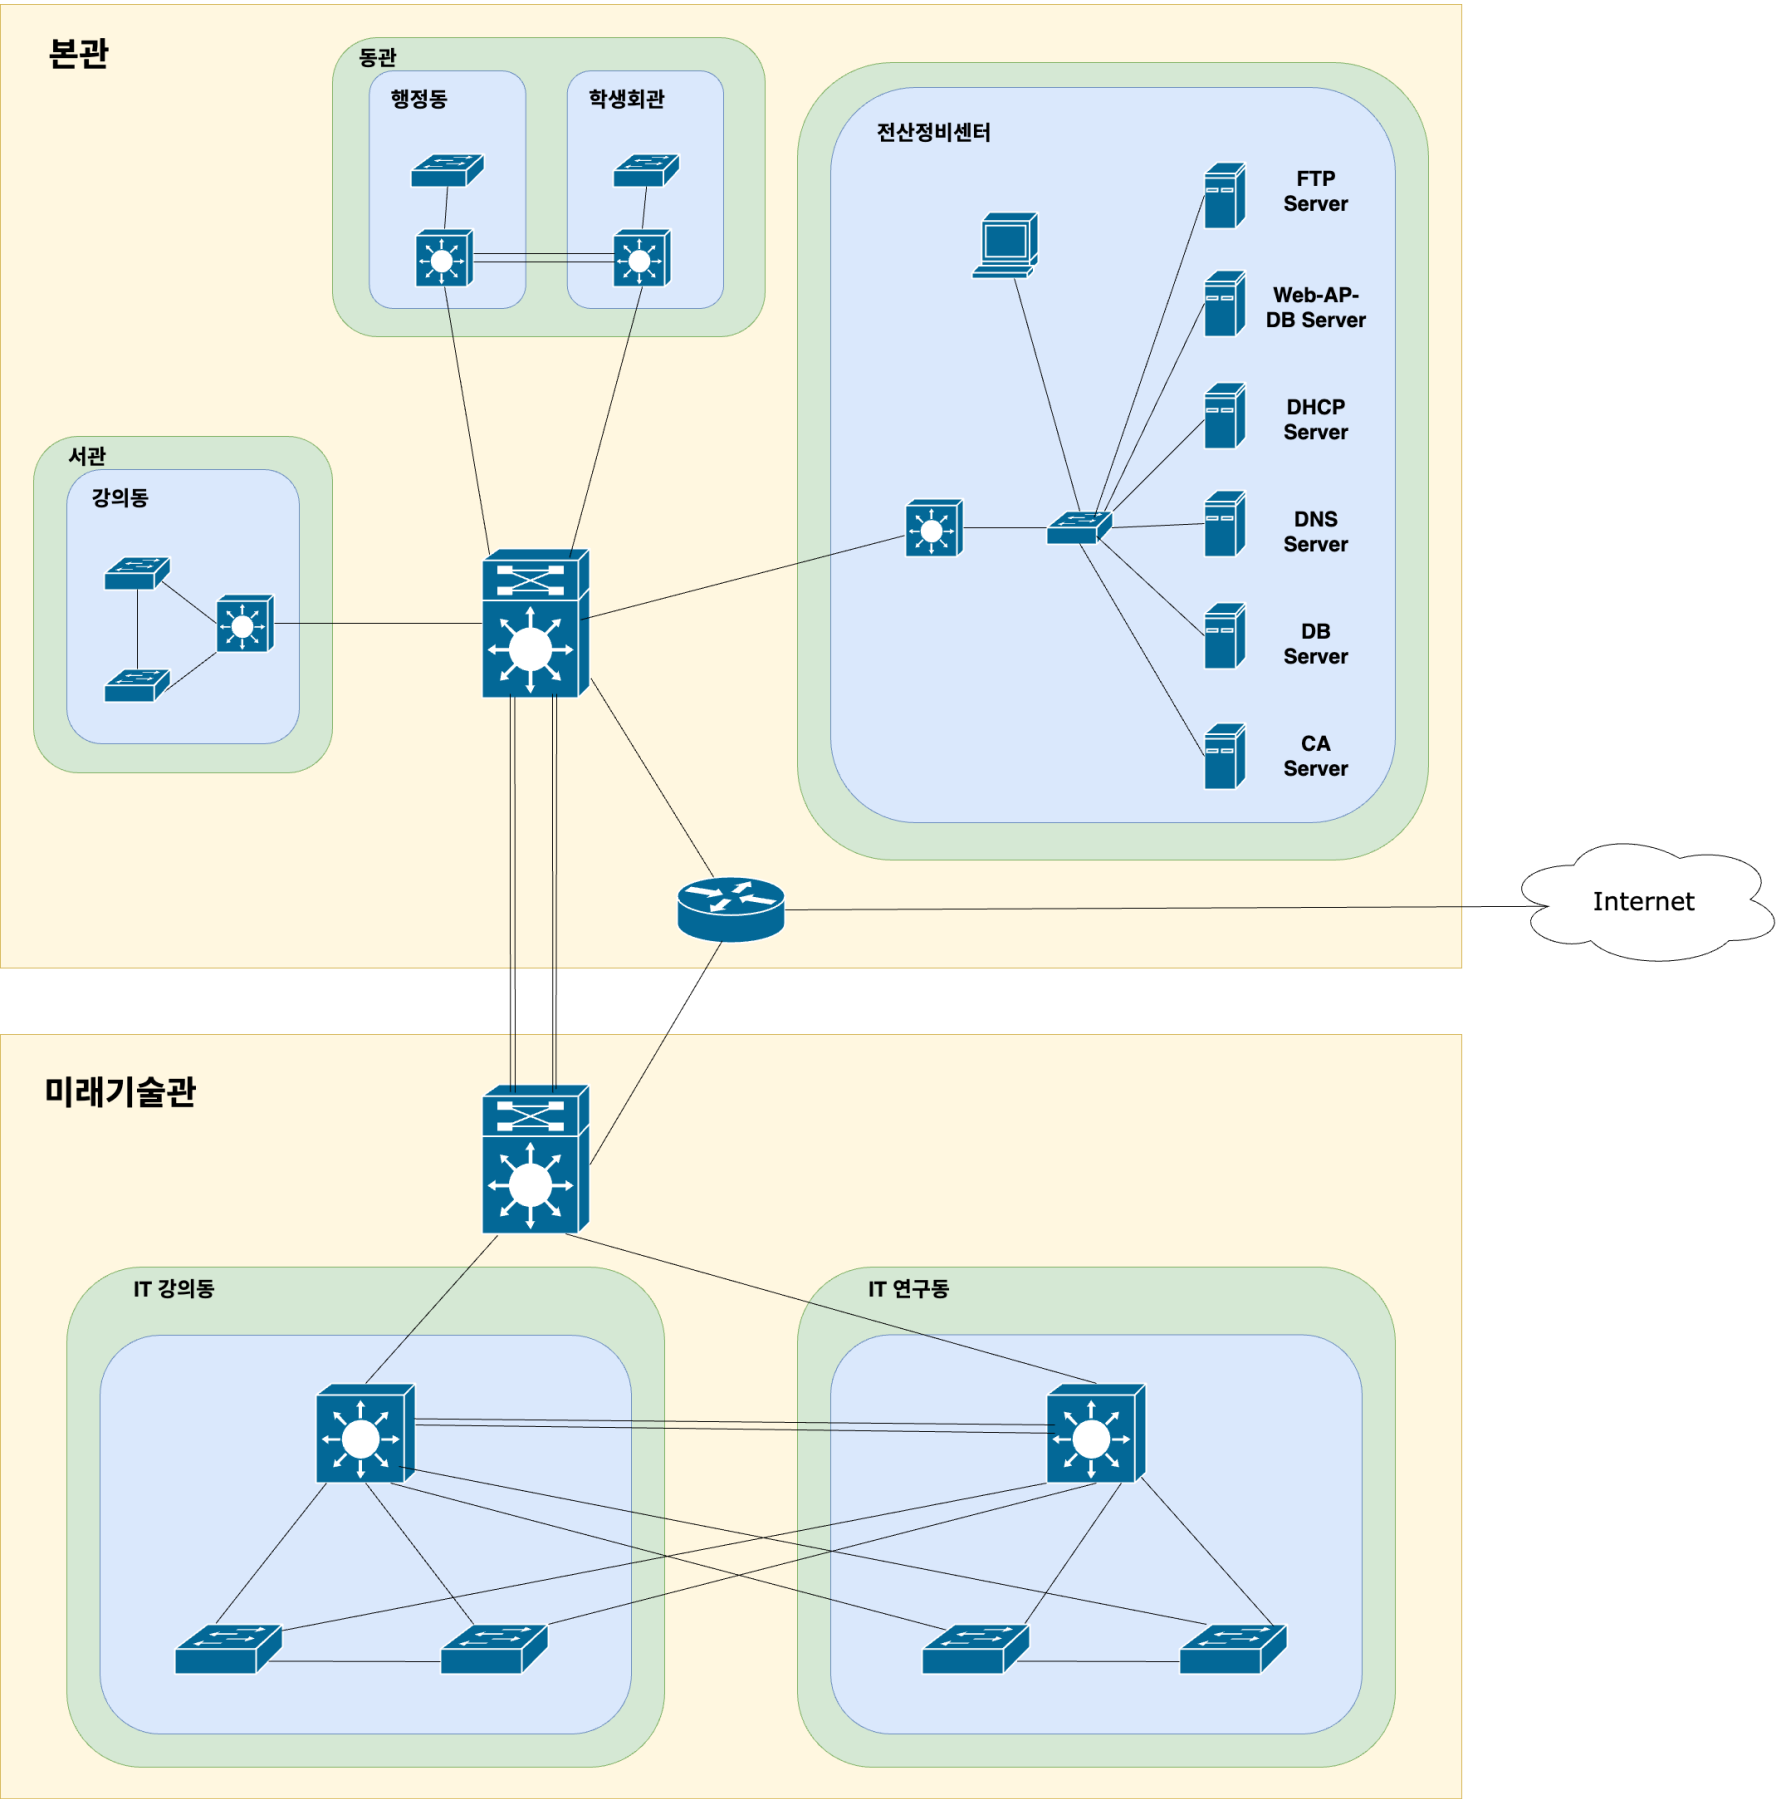 본관
동관
행정동
학생회관
전산정비센터
FTP
Server
Web-AP-
DB Server
DHCP
Server
서관
강의동
DNS
Server
DB
Server
CA
Server
Internet
미래기술관
IT 강의동
IT 연구동